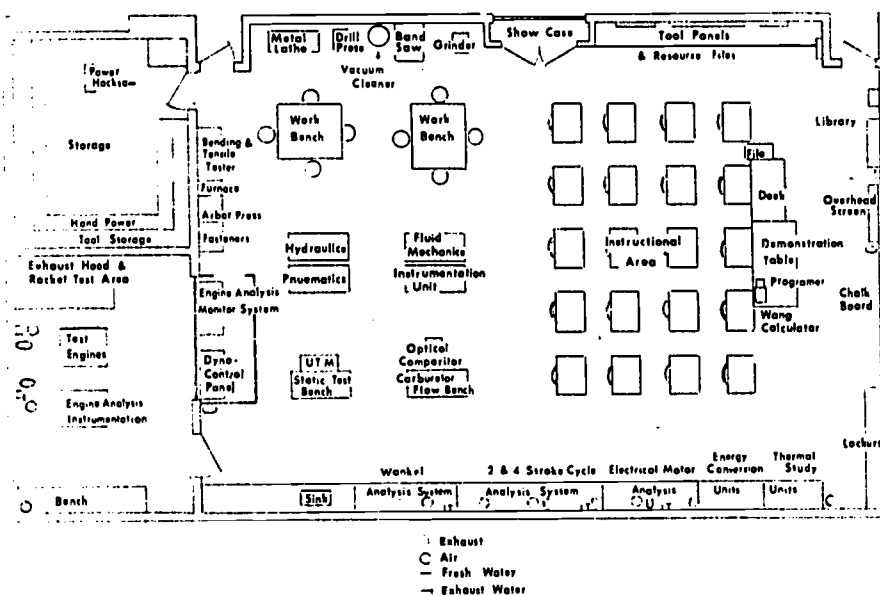 Metal
Lathe
Drill
Press
Band
Saw
Grinder
Vacuum
Cleaner
Show Case
Tool Panels
& Resource Files
Power
Storage
Hand Power
Tool Storage
Exhaust Hood &
Rocket Test Area
Test
Engines
Engine Analysis
Instrumentation
Bench
Bending &
Tensile
Tester
Furnace
Arbor Press
Fasteners
Engine Analysis
Monitor System
Dyno-
Control
Panel
Work
Bench
Work
Bench
Hydraulics
Pnuematics
Fluid
Mechanics
Instrumentation
Unit
UTM
Static Test
Bench
Optical
Compartor
Carburetor
Flow Bench
Instructional
Area
File
Desk
Demonstration
Table
Programer
Wang
Calculator
Library
Overhead
Screen
Chalk
Board
Lockers
Sink
Wankel
Analysis System
2 & 4 Stroke Cycle
Analysis System
Electrical Motor
Analysis
Energy
Conversion
Units
Thermal
Study
Units
Exhaust
Air
Fresh Water
Exhaust Water